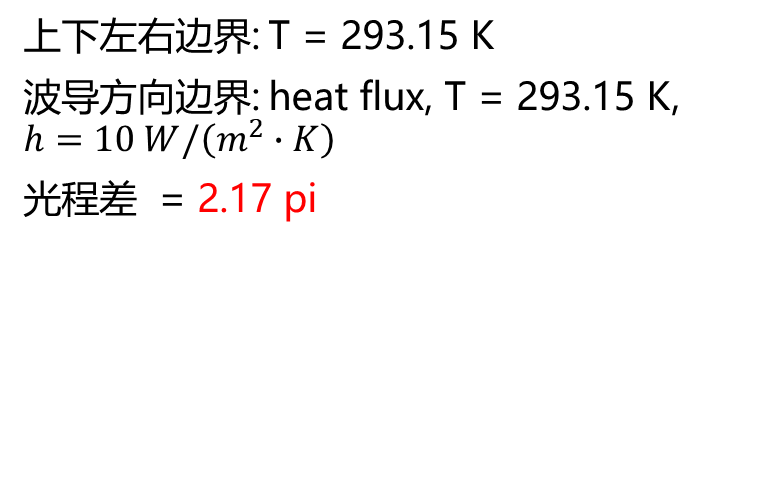 上下左右边界: T = 293.15 K
波导方向边界: heat flux, T = 293.15 K,
h = 10 W/(m² · K)
光程差 = 2.17 pi